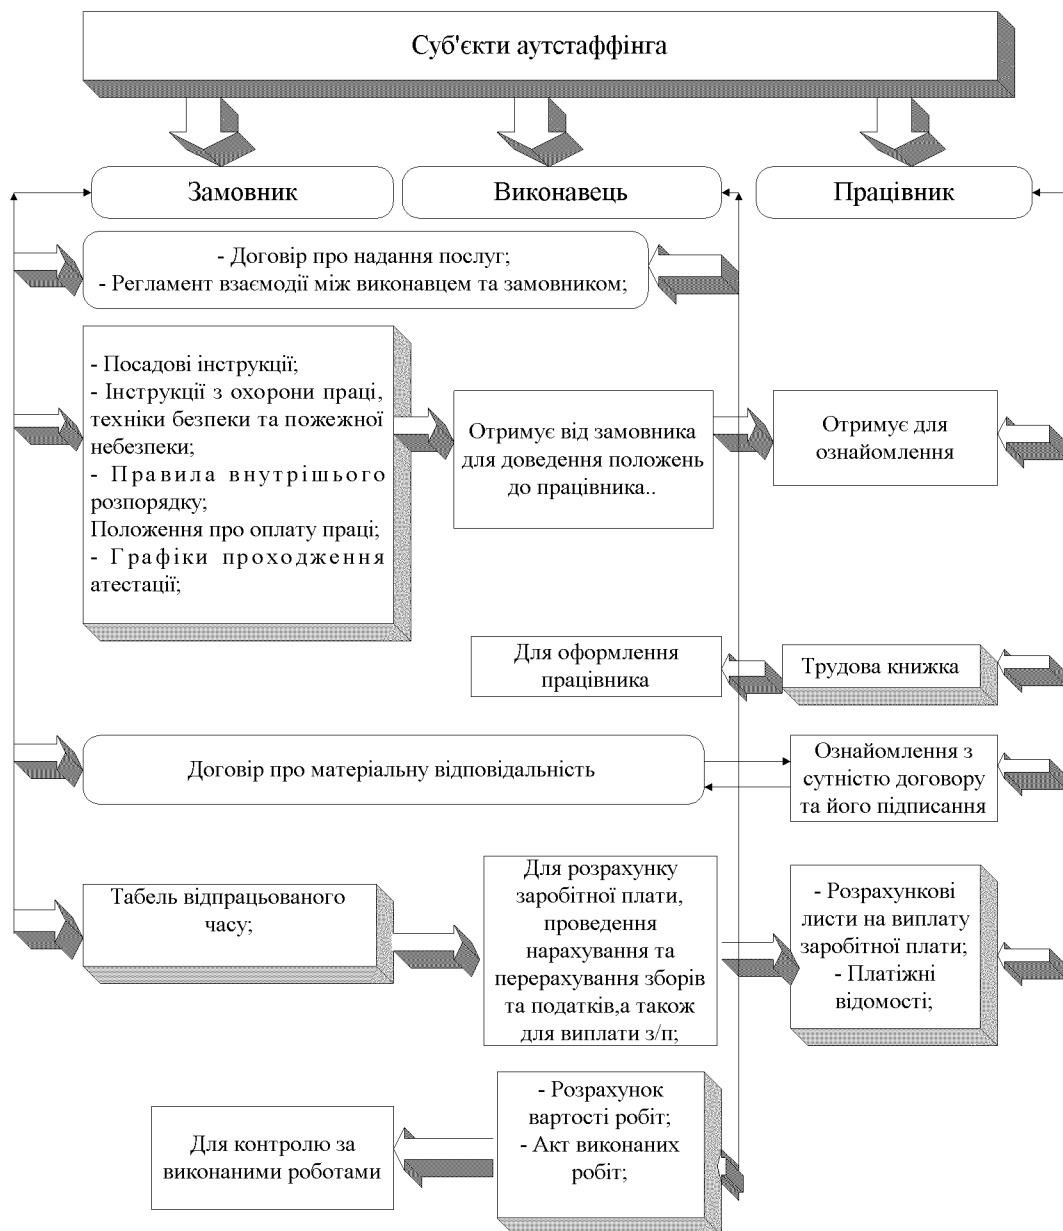 Суб'єкти аутстаффінга
Замовник
Виконавець
Працівник
- Договір про надання послуг;
- Регламент взаємодії між виконавцем та замовником;
- Посадові інструкції;
- Інструкції з охорони праці,
техніки безпеки та пожежної
небезпеки;
- Правила внутрішього
розпорядку;
Положення про оплату праці;
- Графіки проходження
атестації;
Отримує від замовника
для доведення положень
до працівника..
Отримує для
ознайомлення
Для оформлення
працівника
Трудова книжка
Договір про матеріальну відповідальність
Ознайомлення з
сутністю договору
та його підписання
Табель відпрацьованого
часу;
Для розрахунку
заробітної плати,
проведення
нарахування та
перерахування зборів
та податків,а також
для виплати з/п;
- Розрахункові
листи на виплату
заробітної плати;
- Платіжні
відомості;
Для контролю за
виконаними роботами
- Розрахунок
вартості робіт;
- Акт виконаних
робіт;